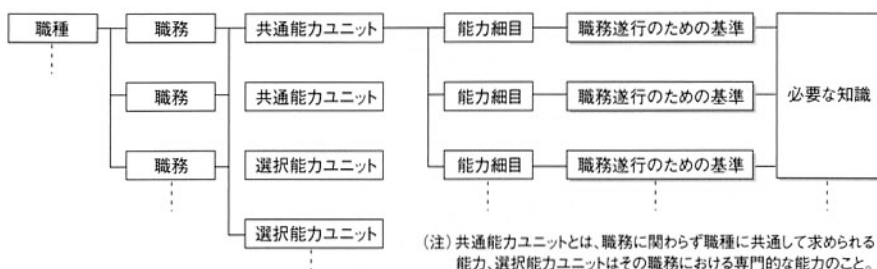 職種 職務 共通能力ユニット 能力細目 職務遂行のための基準
職務 共通能力ユニット 能力細目 職務遂行のための基準 必要な知識
職務 選択能力ユニット 能力細目 職務遂行のための基準
選択能力ユニット
(注)共通能力ユニットとは、職務に関わらず職種に共通して求められる
能力、選択能力ユニットはその職務における専門的な能力のこと。